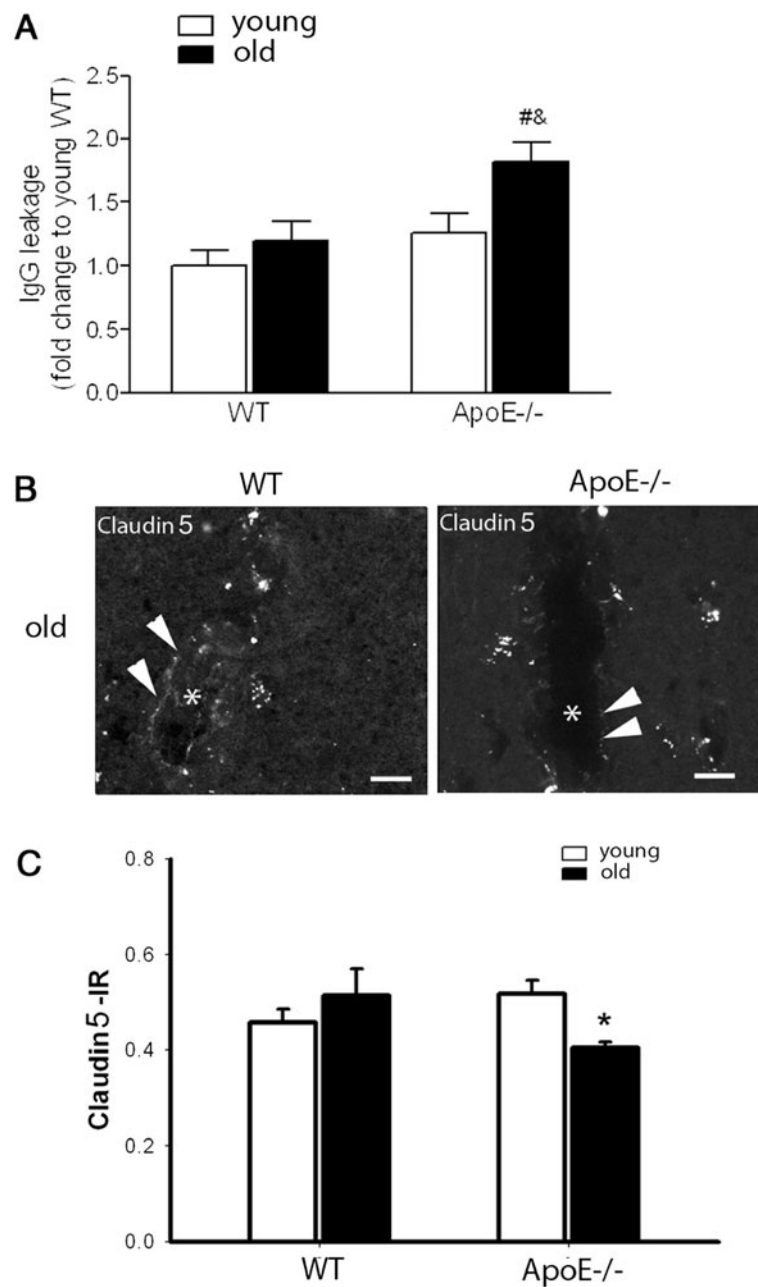 A
young
old
IgG leakage
(fold change to young WT)
2.5
2.0
1.5
1.0
0.5
0.0
#&
WT
ApoE-/-
B
WT
ApoE-/-
old
Claudin 5
Claudin 5
*
*
C
young
old
Claudin 5 -IR
0.8
0.6
0.4
0.2
0.0
*
WT
ApoE-/-